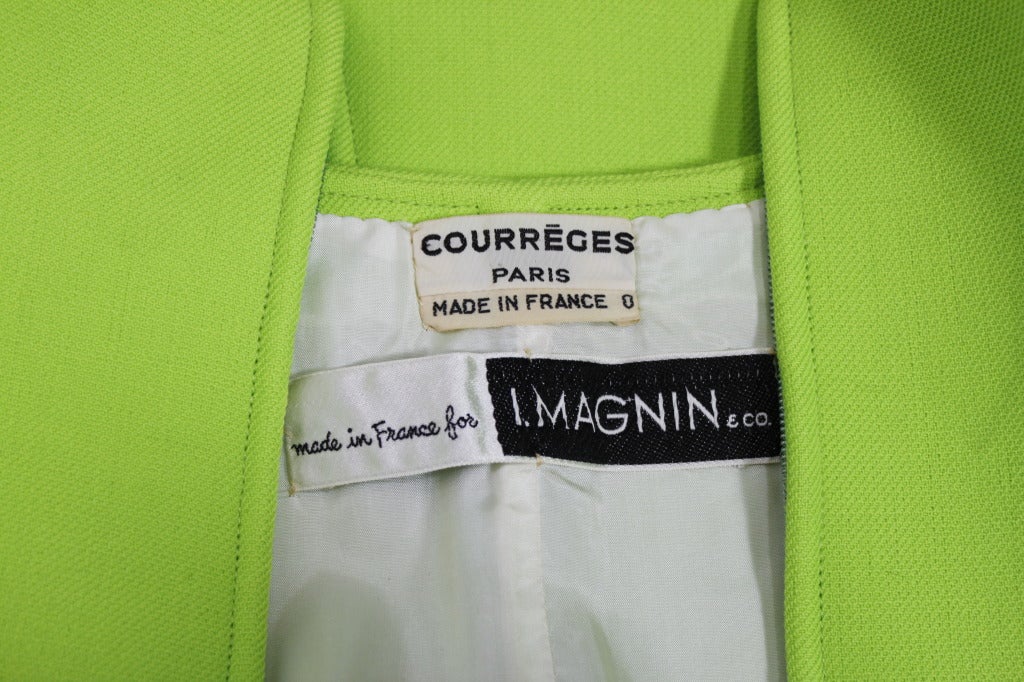 COURRĒGES
PARIS
MADE IN FRANCE 0
made in France for I. MAGNIN & CO.